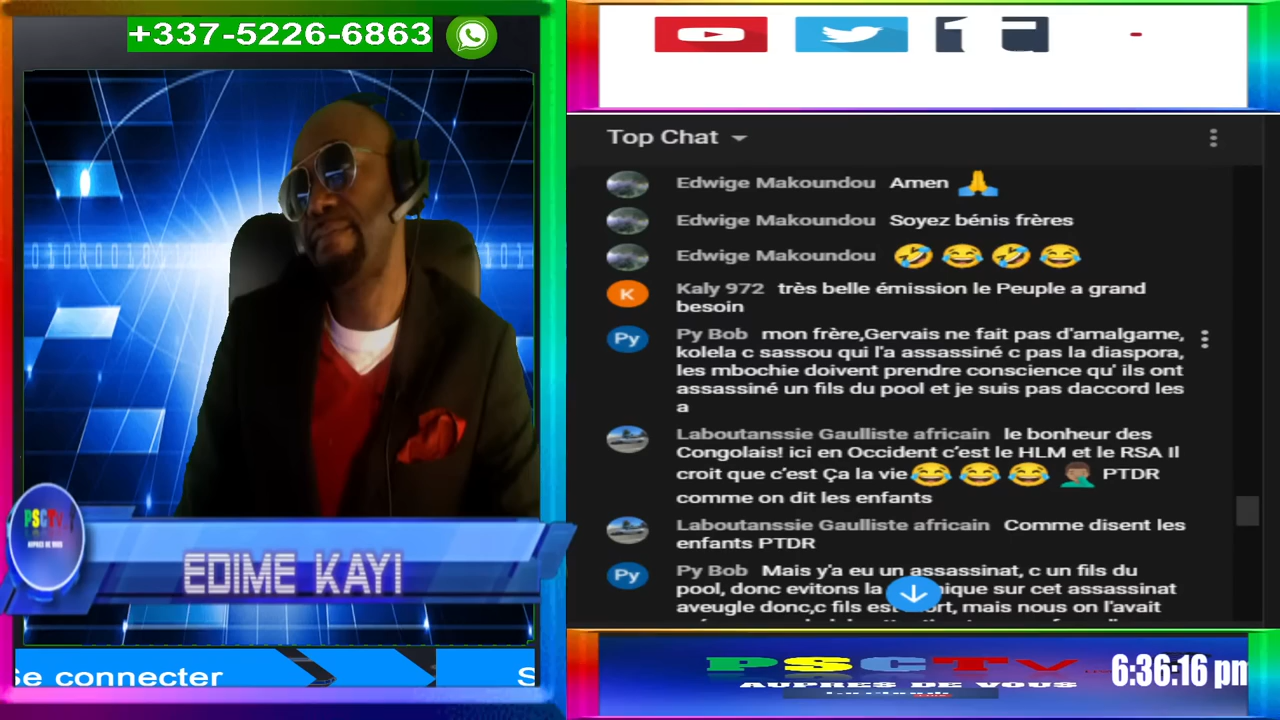 +337-5226-6863
Top Chat
Edwige Makoundou Amen
Edwige Makoundou Soyez bénis frères
Edwige Makoundou
K
Kaly 972 très belle émission le Peuple a grand
besoin
Py
Py Bob mon frère,Gervais ne fait pas d'amalgame,
kolela c sassou qui l'a assassiné c pas la diaspora,
les mbochie doivent prendre conscience qu' ils ont
assassiné un fils du pool et je suis pas daccord les
a
Laboutanssie Gaulliste africain le bonheur des
Congolais! ici en Occident c'est le HLM et le RSA Il
croit que c'est Ça la vie PTDR
comme on dit les enfants
Laboutanssie Gaulliste africain Comme disent les
enfants PTDR
Py
Py Bob Mais y'a eu un assassinat, c un fils du
pool, donc evitons la nique sur cet assassinat
aveugle donc,c fils est ort, mais nous on l'avait
PSCTV
AUPRES DE VOUS
EDIME KAYI
se connecter
S
PSCTV
AUPRES DE VOUS
6:36:16 pm